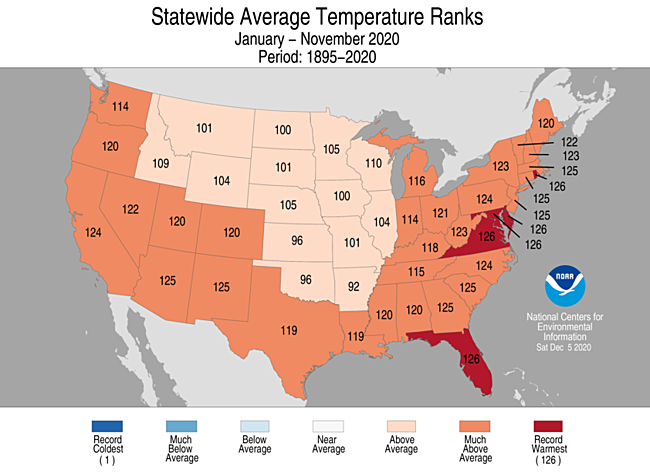 Statewide Average Temperature Ranks
January – November 2020
Period: 1895–2020
114
101
100
105
120
122
123
125
126
125
125
126
126
120
109
104
101
110
116
123
105
100
104
114
121
124
124
122
120
120
96
101
118
123
126
125
125
96
92
115
124
125
119
119
120
120
125
126
NOAA
National Centers for
Environmental
Information
Sat Dec 5 2020
Record
Coldest
( 1 )
Much
Below
Average
Below
Average
Near
Average
Above
Average
Much
Above
Average
Record
Warmest
( 126 )